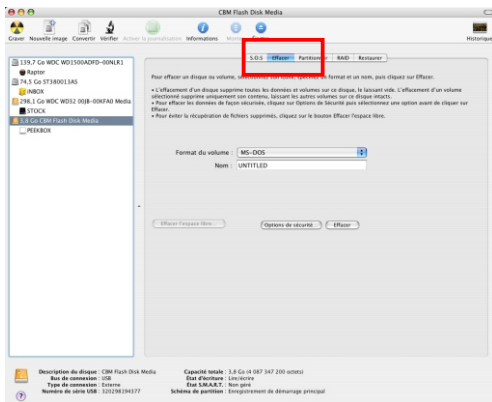 CBM Flash Disk Media
Graver Nouvelle image Convertir Vérifier Activer la journalisation Informations Ejecter Historique
139,7 Go WDC WD1500ADFD-00NLR1
Raptor
74,5 Go ST380013AS
INBOX
298,1 Go WDC WD32 00JB-00KFA0 Media
STOCK
3,8 Go CBM Flash Disk Media
PEEKBOX
S.O.S Effacer Partitionner RAID Restaurer
Pour effacer un disque ou volume, sélectionnez son icône, spécifiez un format et un nom, puis cliquez sur Effacer.
• L'effacement d'un disque supprime toutes les données et volumes sur ce disque, le laissant vide. L'effacement d'un volume
sélectionné supprime uniquement son contenu, laissant les autres volumes sur ce disque intacts.
• Pour effacer les données de façon sécurisée, cliquez sur Options de Sécurité puis sélectionnez une option avant de cliquer sur
Effacer.
• Pour éviter la récupération de fichiers supprimés, cliquez sur le bouton Effacer l'espace libre.
Format du volume : MS-DOS
Nom : UNTITLED
Effacer l'espace libre... Options de sécurité... Effacer...
Description du disque : CBM Flash Disk Media Capacité totale : 3,8 Go (4 087 347 200 octets)
Bus de connexion : USB État d'écriture : Lire/écrire
Type de connexion : Externe État S.M.A.R.T. : Non géré
Numéro de série USB : 320298194377 Schéma de partition : Enregistrement de démarrage principal